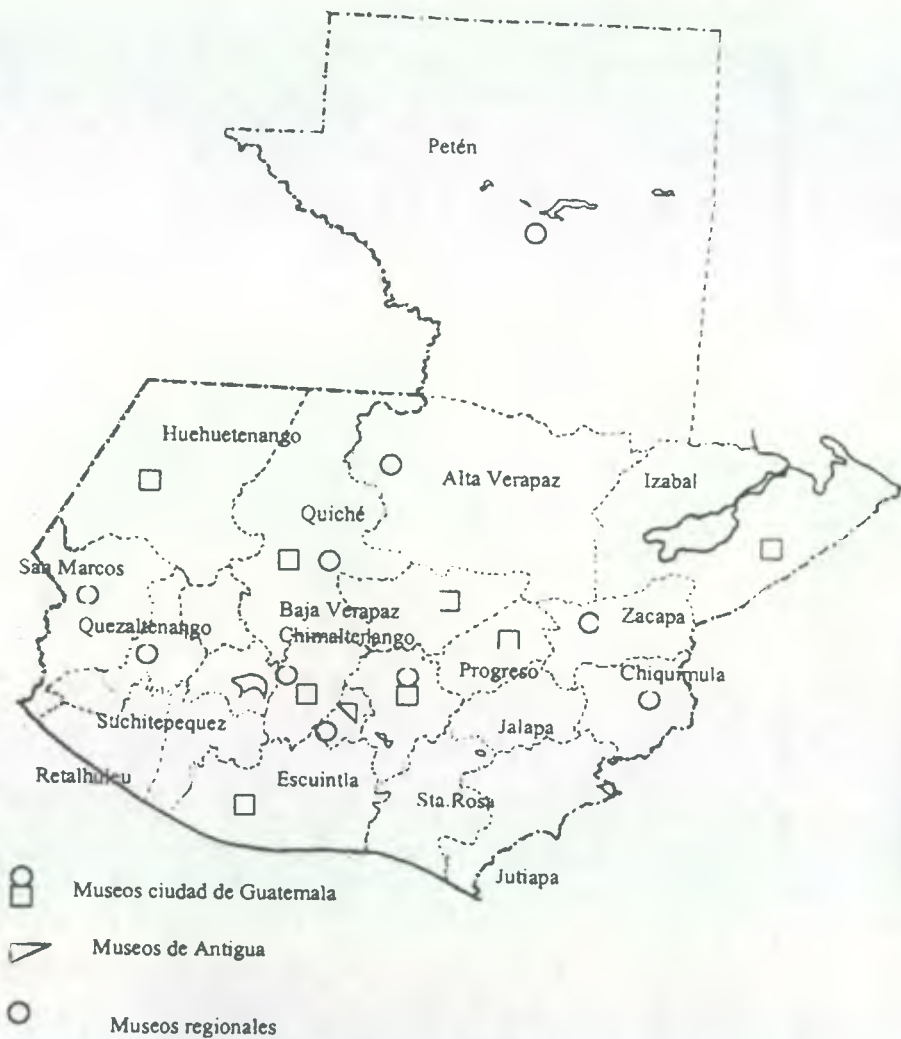 Petén
Huehuetenango
Alta Verapaz
Izabal
Quiché
San Marcos
Baja Verapaz
Zacapa
Quezaltenango
Chimaltenango
Progreso
Chiquimula
Suchitepequez
Jalapa
Retalhuleu
Escuintla
Sta.Rosa
Jutiapa
Museos ciudad de Guatemala
Museos de Antigua
Museos regionales